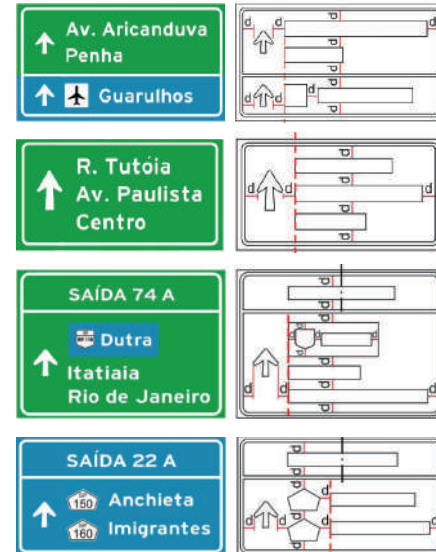 Av. Aricanduva
Penha
Guarulhos
d d d d
d d d d
R. Tutóia
Av. Paulista
Centro
d d d d d d d
SAÍDA 74 A
Dutra
Itatiaia
Rio de Janeiro
SAÍDA 22 A
150 Anchieta
160 Imigrantes